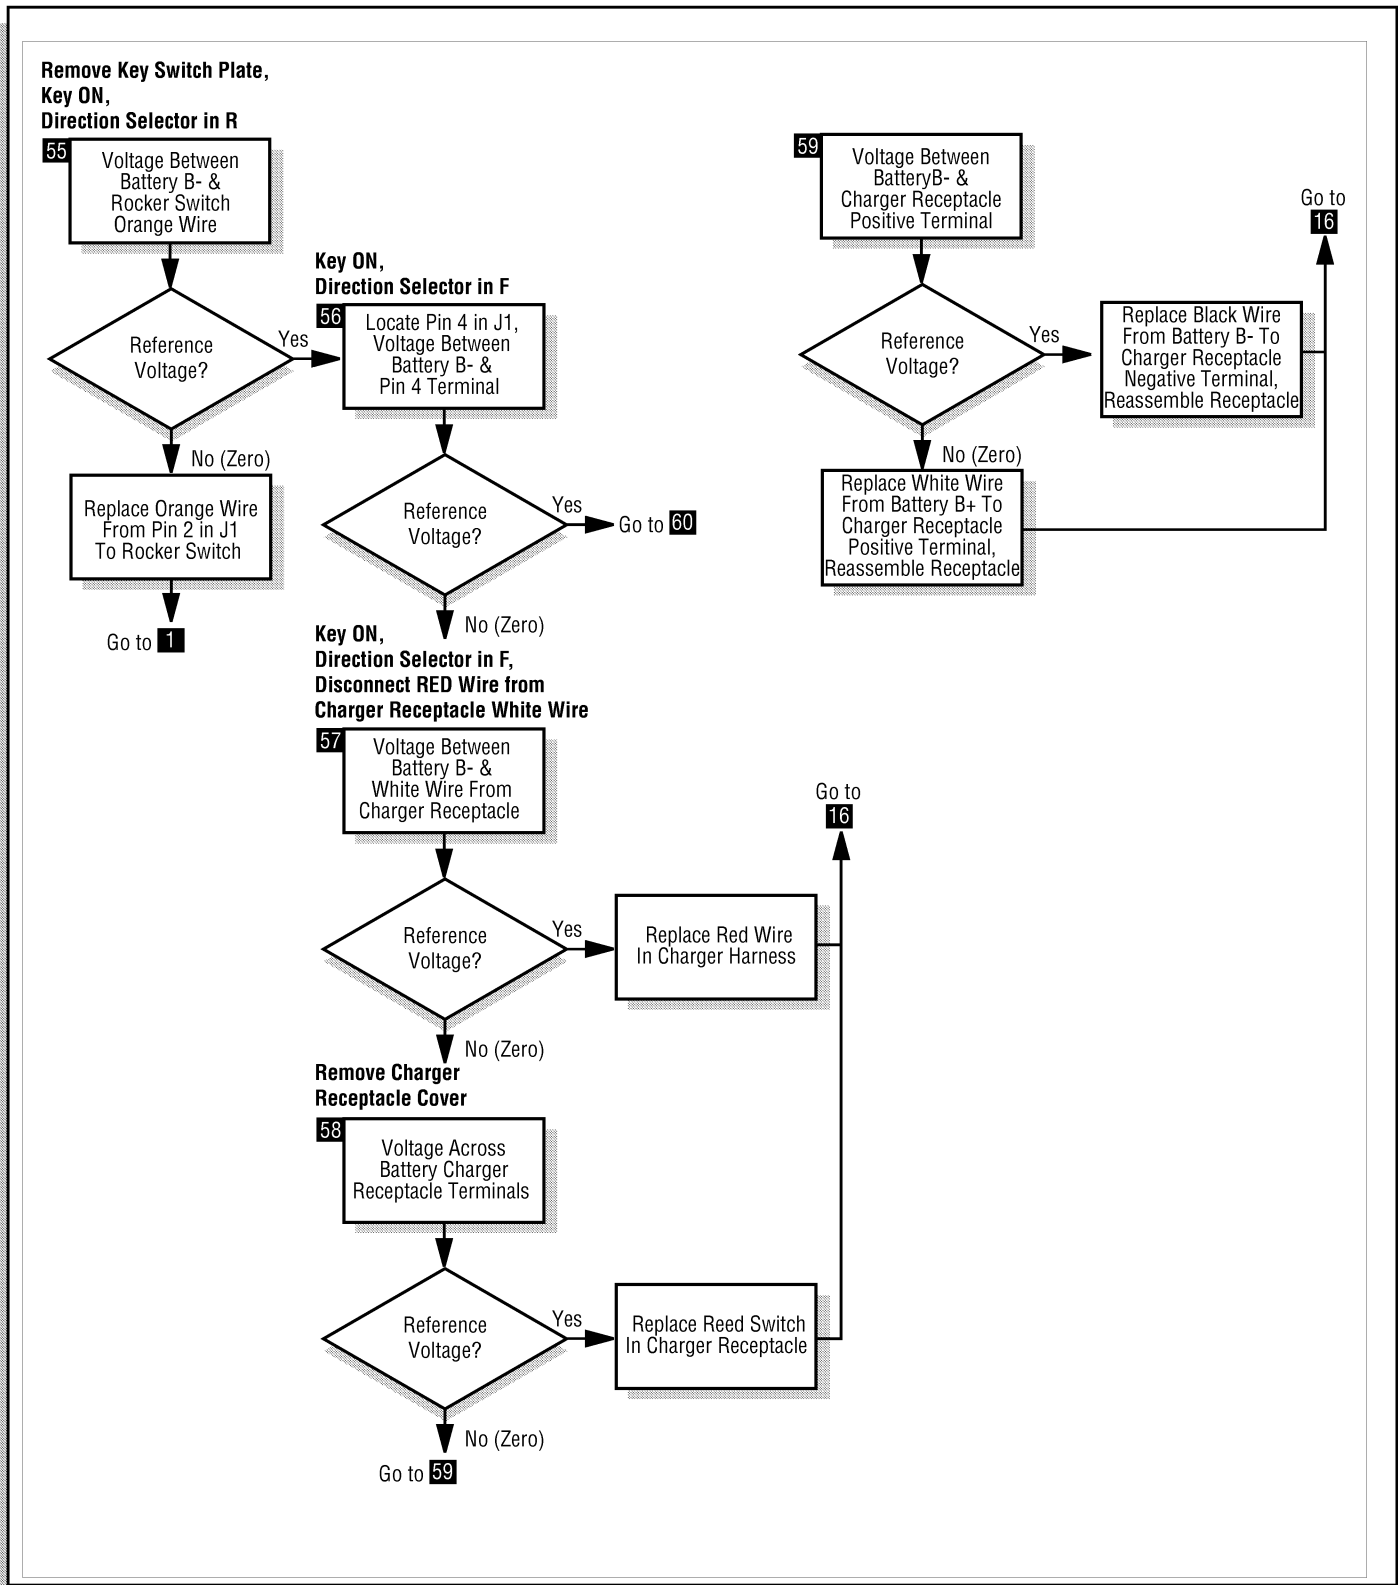 Remove Key Switch Plate,
Key ON,
Direction Selector in R
55
Voltage Between
Battery B- &
Rocker Switch
Orange Wire
Reference
Voltage?
Yes
No (Zero)
Replace Orange Wire
From Pin 2 in J1
To Rocker Switch
Go to 1
Key ON,
Direction Selector in F
56
Locate Pin 4 in J1,
Voltage Between
Battery B- &
Pin 4 Terminal
Reference
Voltage?
Yes
Go to 60
No (Zero)
Key ON,
Direction Selector in F,
Disconnect RED Wire from
Charger Receptacle White Wire
57
Voltage Between
Battery B- &
White Wire From
Charger Receptacle
Reference
Voltage?
Yes
Replace Red Wire
In Charger Harness
Go to
16
No (Zero)
Remove Charger
Receptacle Cover
58
Voltage Across
Battery Charger
Receptacle Terminals
Reference
Voltage?
Yes
Replace Reed Switch
In Charger Receptacle
No (Zero)
Go to 59
59
Voltage Between
BatteryB- &
Charger Receptacle
Positive Terminal
Reference
Voltage?
Yes
Replace Black Wire
From Battery B- To
Charger Receptacle
Negative Terminal,
Reassemble Receptacle
Go to
16
No (Zero)
Replace White Wire
From Battery B+ To
Charger Receptacle
Positive Terminal,
Reassemble Receptacle